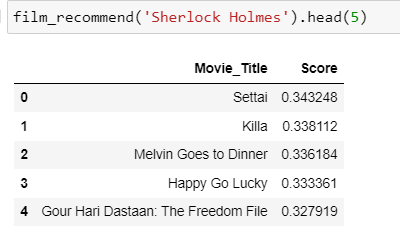 film_recommend('Sherlock Holmes').head(5)
Movie_Title Score
0 Settai 0.343248
1 Killa 0.338112
2 Melvin Goes to Dinner 0.336184
3 Happy Go Lucky 0.333361
4 Gour Hari Dastaan: The Freedom File 0.327919